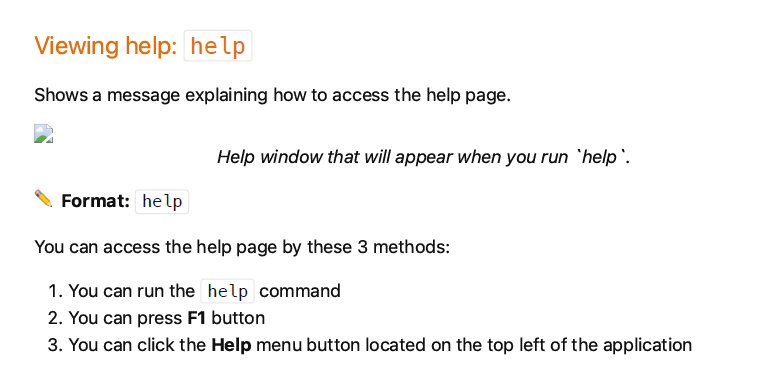 Viewing help: help
Shows a message explaining how to access the help page.
Help window that will appear when you run `help`.
Format: help
You can access the help page by these 3 methods:
1. You can run the help command
2. You can press F1 button
3. You can click the Help menu button located on the top left of the application